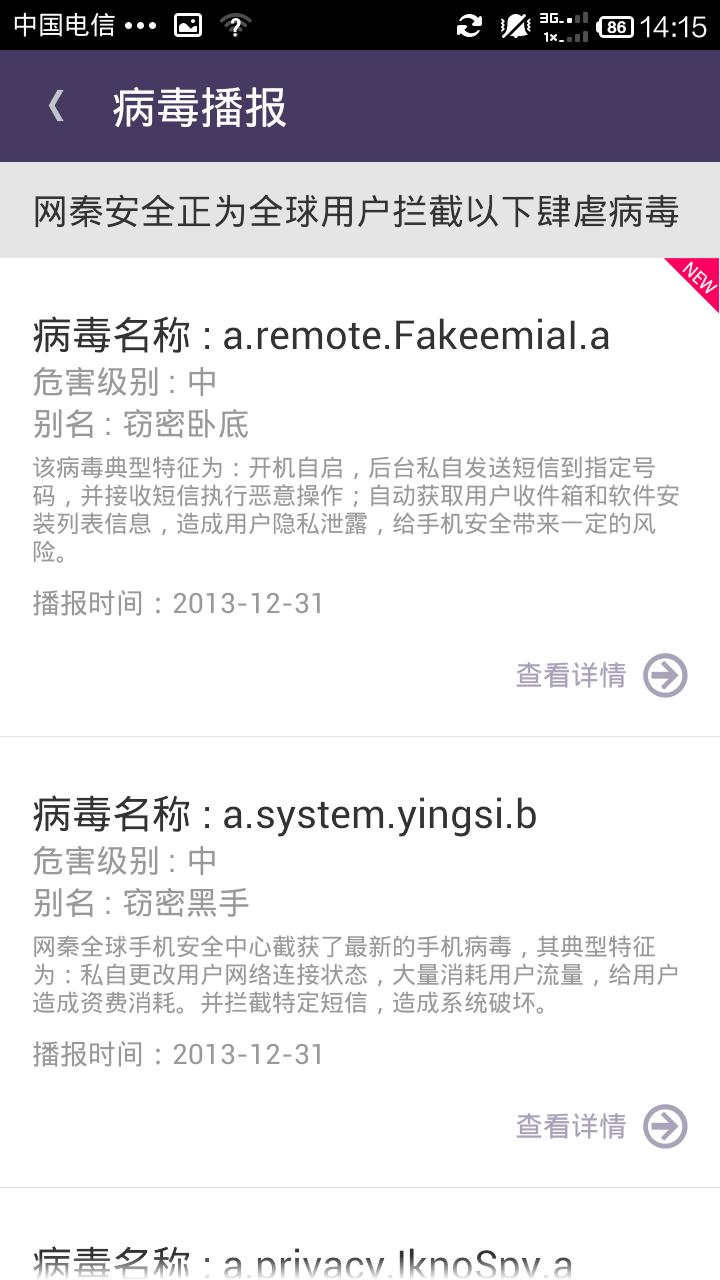 中国电信 •••
3G
1x
86
14:15
病毒播报
网秦安全正为全球用户拦截以下肆虐病毒
NEW
病毒名称 : a.remote.Fakeemial.a
危害级别 : 中
别名 : 窃密卧底
该病毒典型特征为：开机自启，后台私自发送短信到指定号
码，并接收短信执行恶意操作；自动获取用户收件箱和软件安
装列表信息，造成用户隐私泄露，给手机安全带来一定的风
险。
播报时间：2013-12-31
查看详情
病毒名称 : a.system.yingsi.b
危害级别 : 中
别名 : 窃密黑手
网秦全球手机安全中心截获了最新的手机病毒，其典型特征
为：私自更改用户网络连接状态，大量消耗用户流量，给用户
造成资费消耗。并拦截特定短信，造成系统破坏。
播报时间：2013-12-31
查看详情
病毒名称 : a.privacy.IknoSpy.a